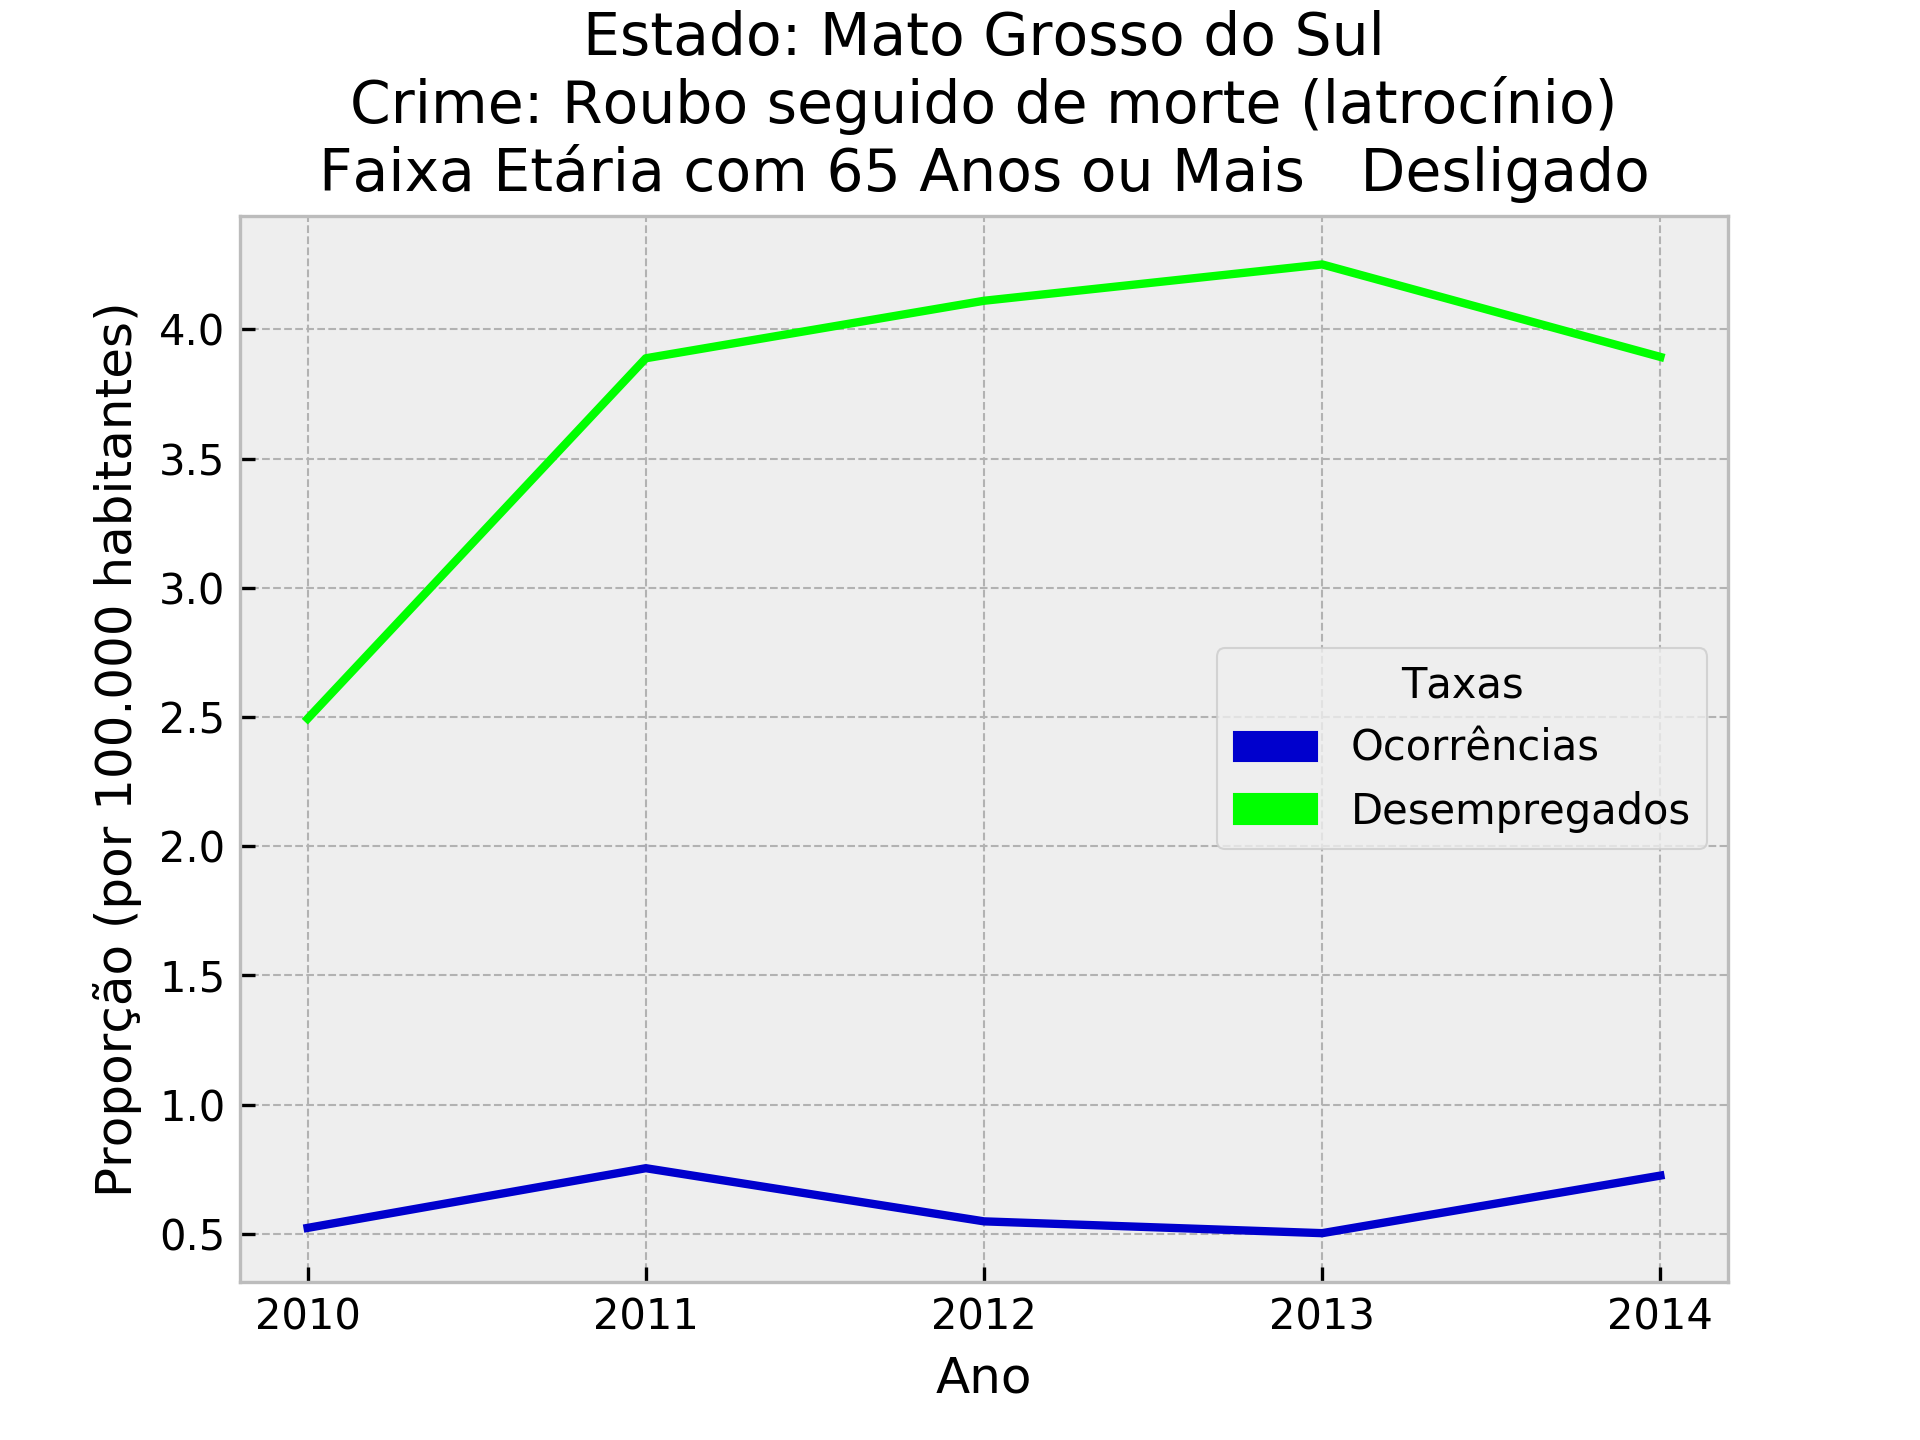 Estado: Mato Grosso do Sul
Crime: Roubo seguido de morte (latrocínio)
Faixa Etária com 65 Anos ou Mais   Desligado
Proporção (por 100.000 habitantes)
4.0
3.5
3.0
2.5
2.0
1.5
1.0
0.5
Taxas
Ocorrências
Desempregados
2010 2011 2012 2013 2014
Ano